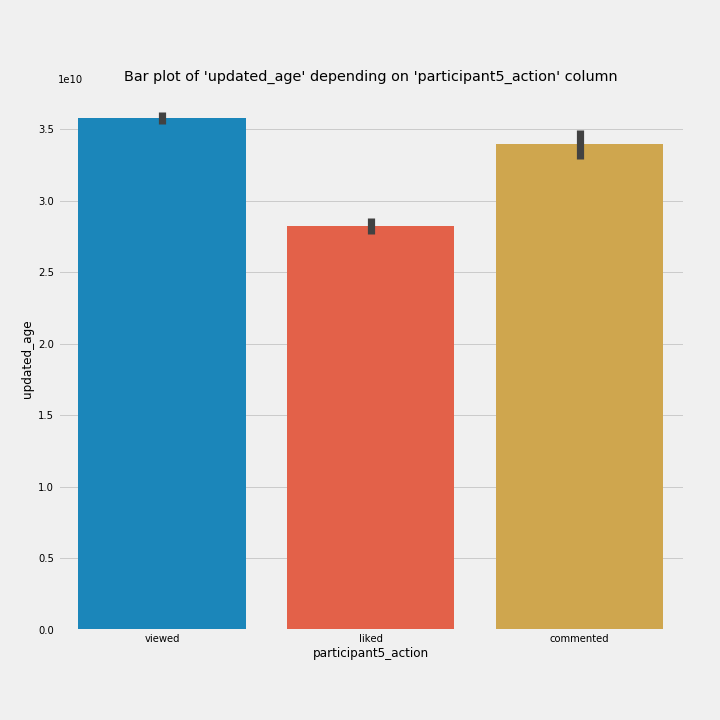 Bar plot of 'updated_age' depending on 'participant5_action' column
1e10
3.5
3.0
2.5
2.0
1.5
1.0
0.5
0.0
updated_age
viewed liked commented
participant5_action